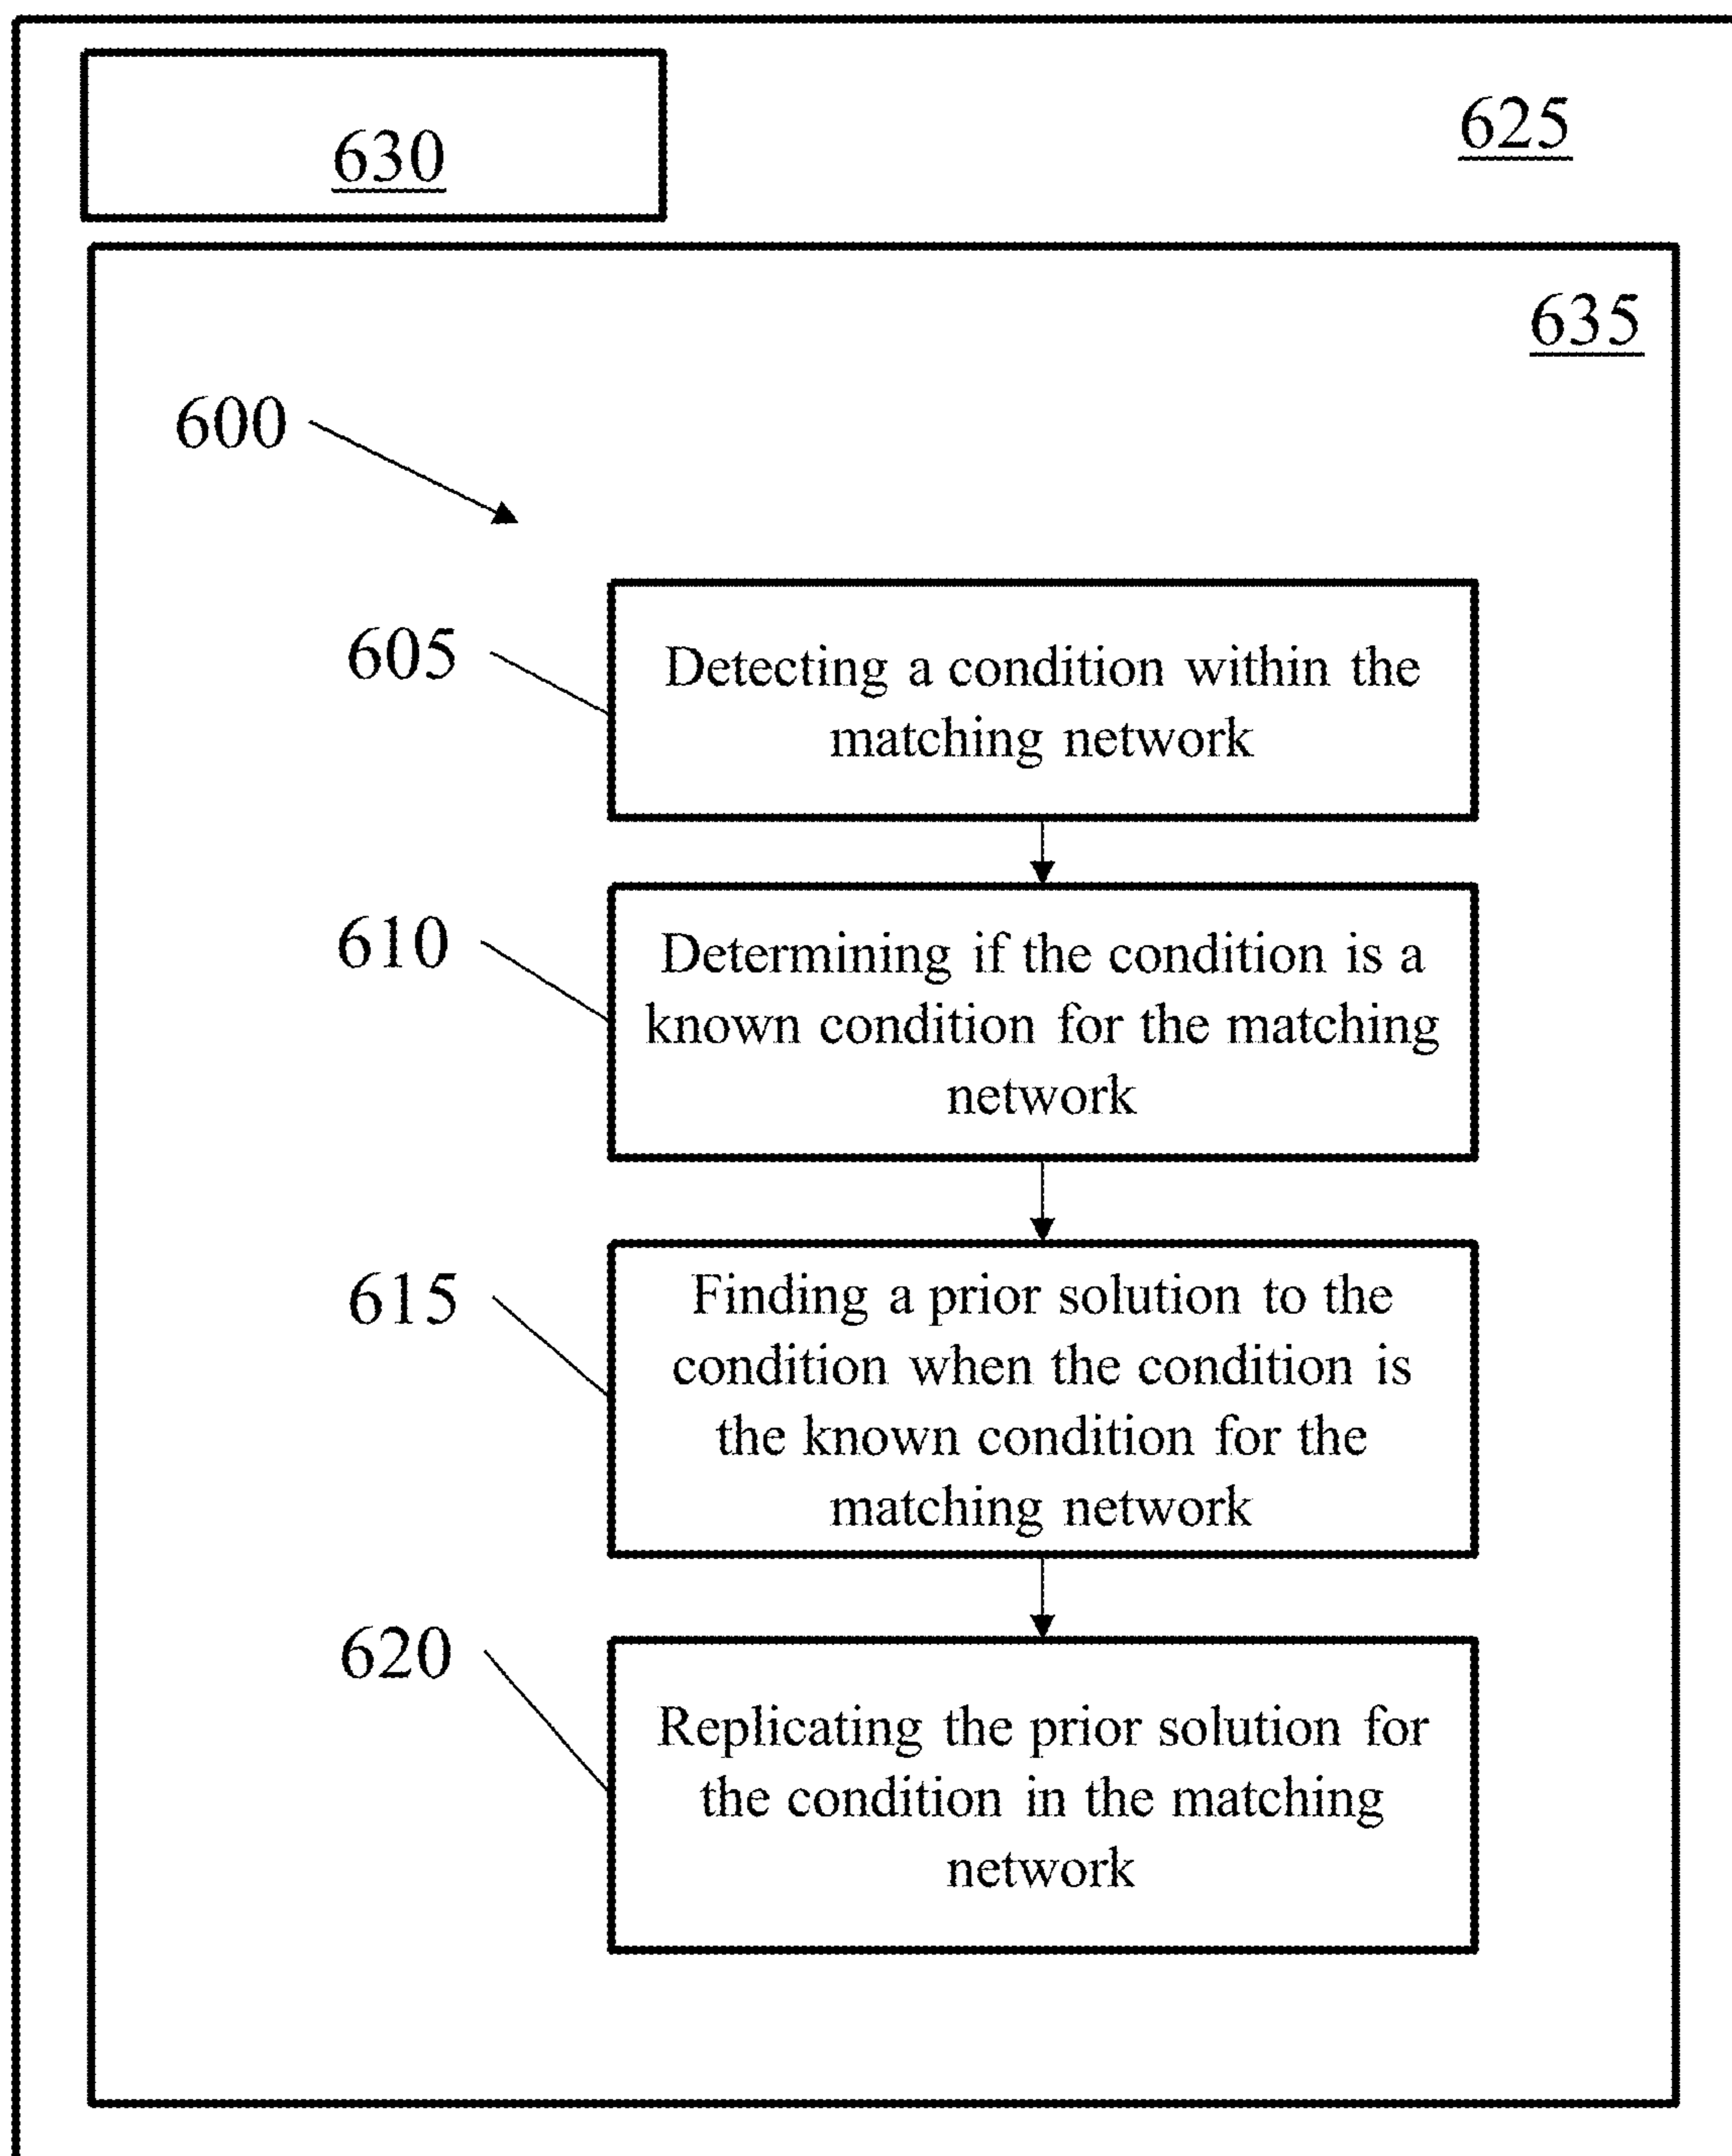 630
625
635
600
605
Detecting a condition within the
matching network
610
Determining if the condition is a
known condition for the matching
network
615
Finding a prior solution to the
condition when the condition is
the known condition for the
matching network
620
Replicating the prior solution for
the condition in the matching
network